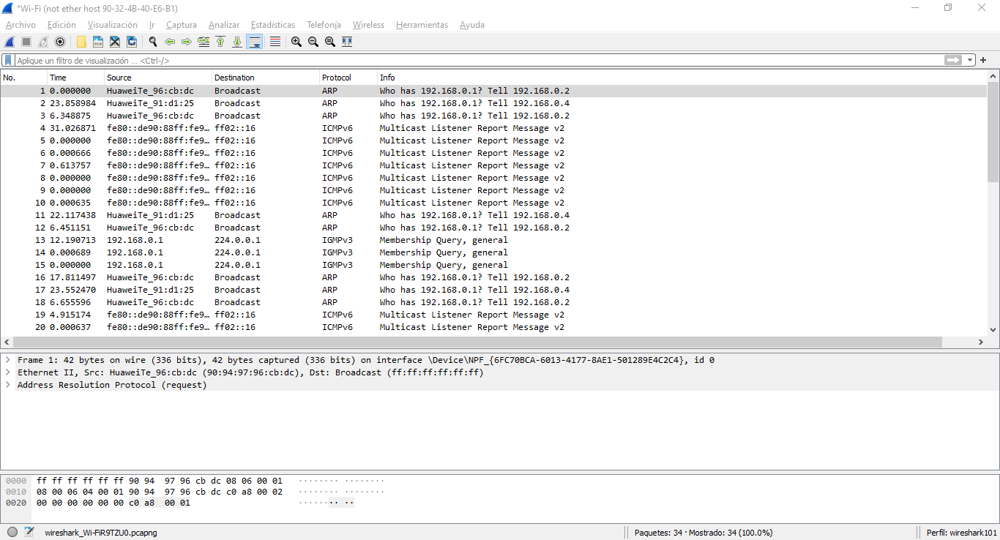 *Wi-Fi (not ether host 90-32-4B-40-E6-B1)
Archivo Edición Visualización Ir Captura Analizar Estadísticas Telefonía Wireless Herramientas Ayuda
Aplique un filtro de visualización ... <Ctrl-/>
No. Time Source Destination Protocol Info
1 0.000000 HuaweiTe_96:cb:dc Broadcast ARP Who has 192.168.0.1? Tell 192.168.0.2
2 23.858984 HuaweiTe_91:d1:25 Broadcast ARP Who has 192.168.0.1? Tell 192.168.0.4
3 6.348875 HuaweiTe_96:cb:dc Broadcast ARP Who has 192.168.0.1? Tell 192.168.0.2
4 31.026871 fe80::de90:88ff:fe9… ff02::16 ICMPv6 Multicast Listener Report Message v2
5 0.000000 fe80::de90:88ff:fe9… ff02::16 ICMPv6 Multicast Listener Report Message v2
6 0.000666 fe80::de90:88ff:fe9… ff02::16 ICMPv6 Multicast Listener Report Message v2
7 0.613757 fe80::de90:88ff:fe9… ff02::16 ICMPv6 Multicast Listener Report Message v2
8 0.000000 fe80::de90:88ff:fe9… ff02::16 ICMPv6 Multicast Listener Report Message v2
9 0.000000 fe80::de90:88ff:fe9… ff02::16 ICMPv6 Multicast Listener Report Message v2
10 0.000635 fe80::de90:88ff:fe9… ff02::16 ICMPv6 Multicast Listener Report Message v2
11 22.117438 HuaweiTe_91:d1:25 Broadcast ARP Who has 192.168.0.1? Tell 192.168.0.4
12 6.451151 HuaweiTe_96:cb:dc Broadcast ARP Who has 192.168.0.1? Tell 192.168.0.2
13 12.190713 192.168.0.1 224.0.0.1 IGMPv3 Membership Query, general
14 0.000689 192.168.0.1 224.0.0.1 IGMPv3 Membership Query, general
15 0.000000 192.168.0.1 224.0.0.1 IGMPv3 Membership Query, general
16 17.811497 HuaweiTe_96:cb:dc Broadcast ARP Who has 192.168.0.1? Tell 192.168.0.2
17 23.552470 HuaweiTe_91:d1:25 Broadcast ARP Who has 192.168.0.1? Tell 192.168.0.4
18 6.655596 HuaweiTe_96:cb:dc Broadcast ARP Who has 192.168.0.1? Tell 192.168.0.2
19 4.915174 fe80::de90:88ff:fe9… ff02::16 ICMPv6 Multicast Listener Report Message v2
20 0.000637 fe80::de90:88ff:fe9… ff02::16 ICMPv6 Multicast Listener Report Message v2
Frame 1: 42 bytes on wire (336 bits), 42 bytes captured (336 bits) on interface \Device\NPF_{6FC70BCA-6013-4177-8AE1-501289E4C2C4}, id 0
Ethernet II, Src: HuaweiTe_96:cb:dc (90:94:97:96:cb:dc), Dst: Broadcast (ff:ff:ff:ff:ff:ff)
Address Resolution Protocol (request)
0000 ff ff ff ff ff ff 90 94 97 96 cb dc 08 06 00 01 ········ ········
0010 08 00 06 04 00 01 90 94 97 96 cb dc c0 a8 00 02 ········ ········
0020 00 00 00 00 00 00 c0 a8 00 01 ········ ··
wireshark_Wi-FiR9TZU0.pcapng Paquetes: 34 · Mostrado: 34 (100.0%) Perfil: wireshark101